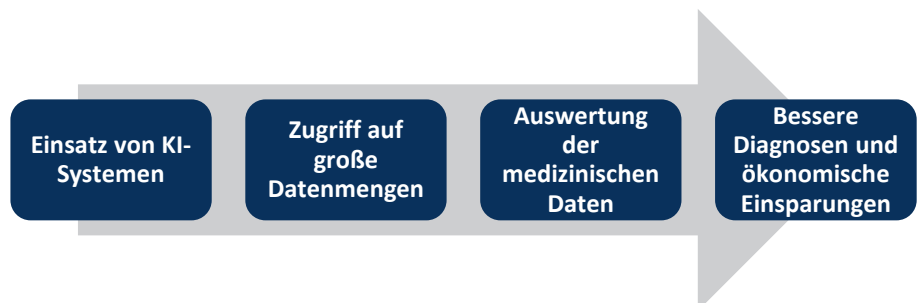 Einsatz von KI-
Systemen
Zugriff auf
große
Datenmengen
Auswertung
der
medizinischen
Daten
Bessere
Diagnosen und
ökonomische
Einsparungen